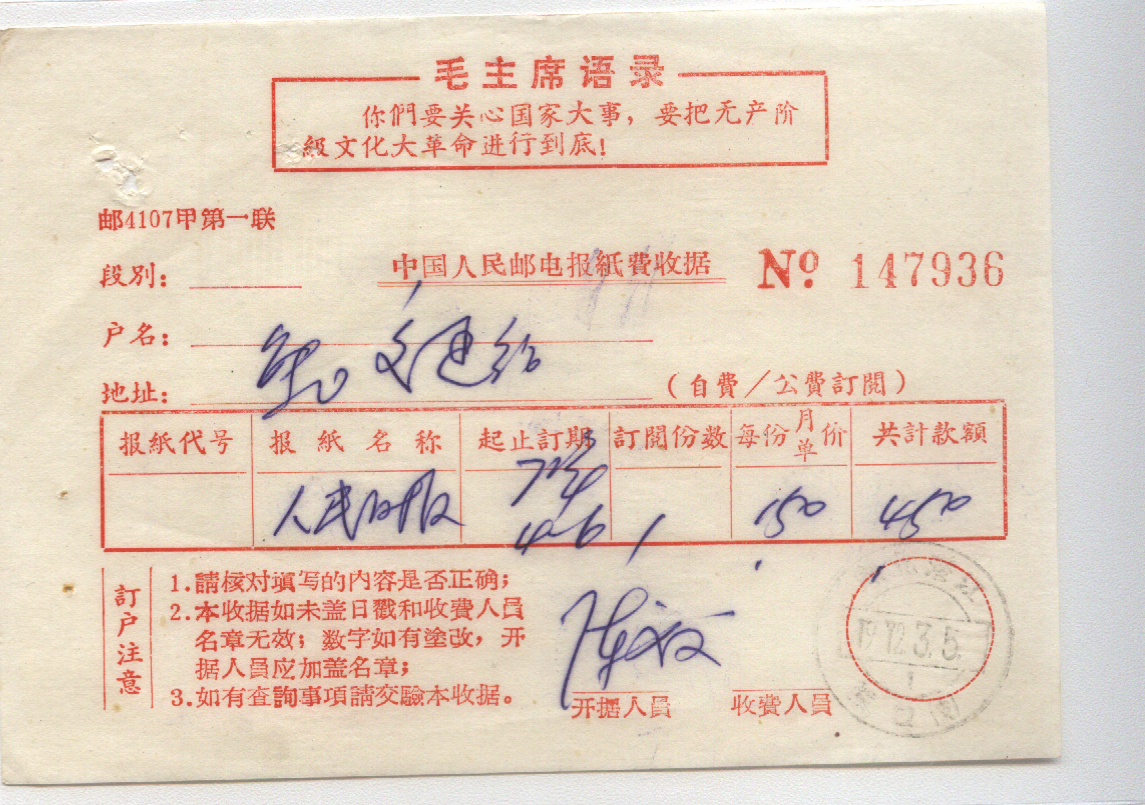 毛主席语录
你們要关心国家大事，要把无产阶
級文化大革命进行到底！
邮4107甲第一联
中国人民邮电报紙費收据 No 147936
段別：
户名：
地址： （自費／公費訂閱）
报紙代号 报紙名称 起止訂期 訂閱份数 每份月单价 共計款額
人民日报 4-6 1 1.50 4.50
訂户注意
1.請核对填写的内容是否正确；
2.本收据如未盖日戳和收費人員
名章无效；数字如有塗改，开
据人員应加盖名章；
3.如有查詢事項請交驗本收据。
开据人員 收費人員
1972.3.5